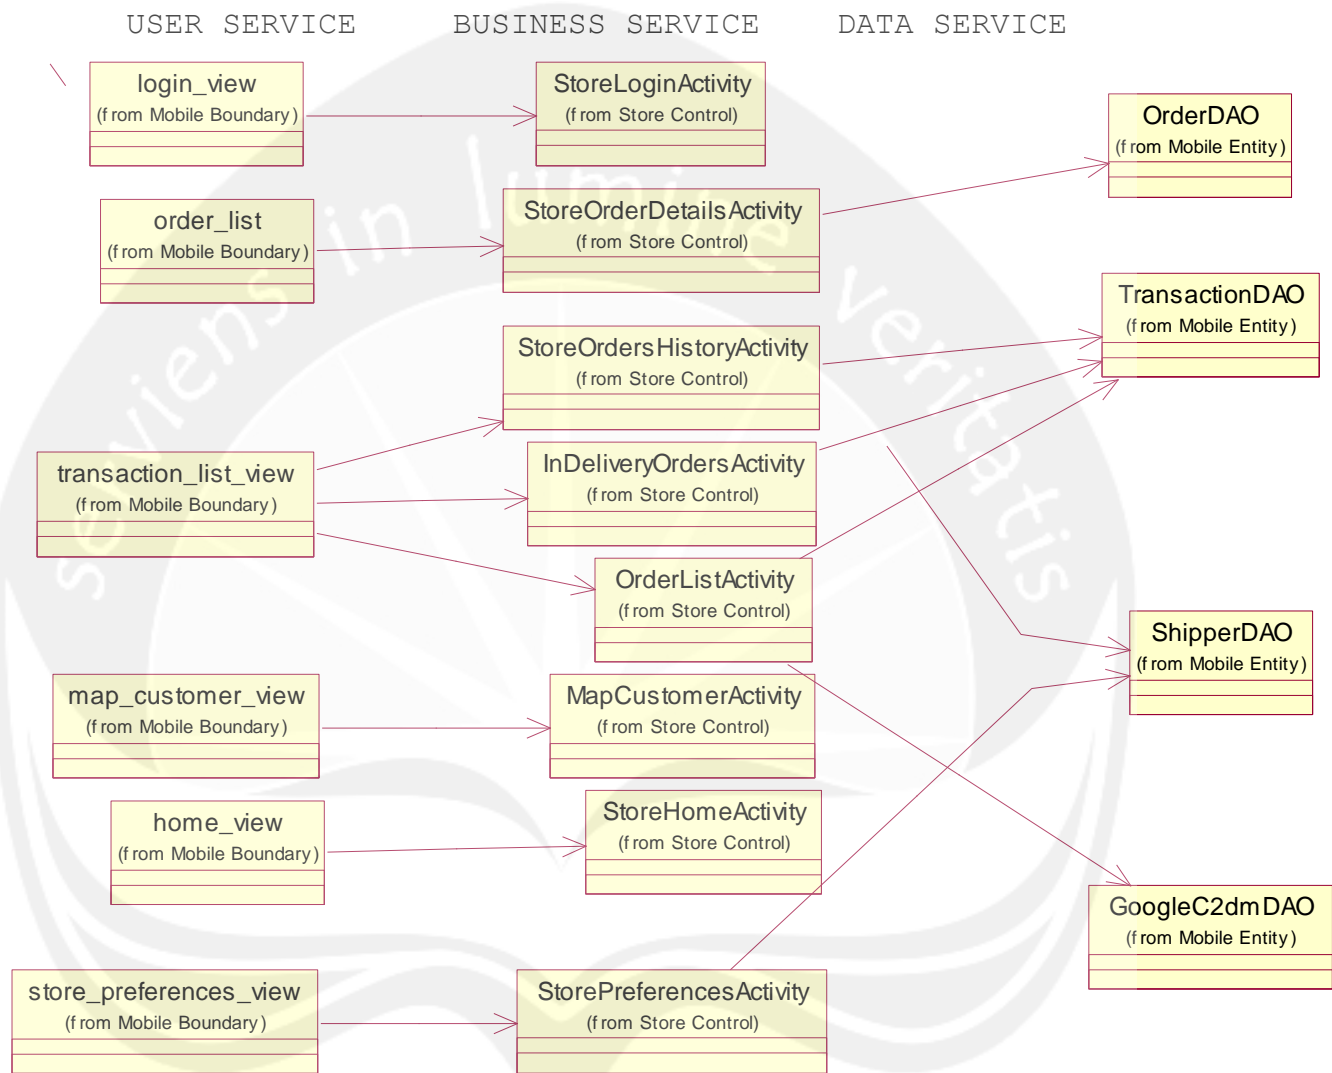 USER SERVICE BUSINESS SERVICE DATA SERVICE
login_view
(from Mobile Boundary)
StoreLoginActivity
(from Store Control)
OrderDAO
(from Mobile Entity)
order_list
(from Mobile Boundary)
StoreOrderDetailsActivity
(from Store Control)
TransactionDAO
(from Mobile Entity)
StoreOrdersHistoryActivity
(from Store Control)
transaction_list_view
(from Mobile Boundary)
InDeliveryOrdersActivity
(from Store Control)
OrderListActivity
(from Store Control)
ShipperDAO
(from Mobile Entity)
map_customer_view
(from Mobile Boundary)
MapCustomerActivity
(from Store Control)
home_view
(from Mobile Boundary)
StoreHomeActivity
(from Store Control)
GoogleC2dmDAO
(from Mobile Entity)
store_preferences_view
(from Mobile Boundary)
StorePreferencesActivity
(from Store Control)
serviens in lumine veritatis